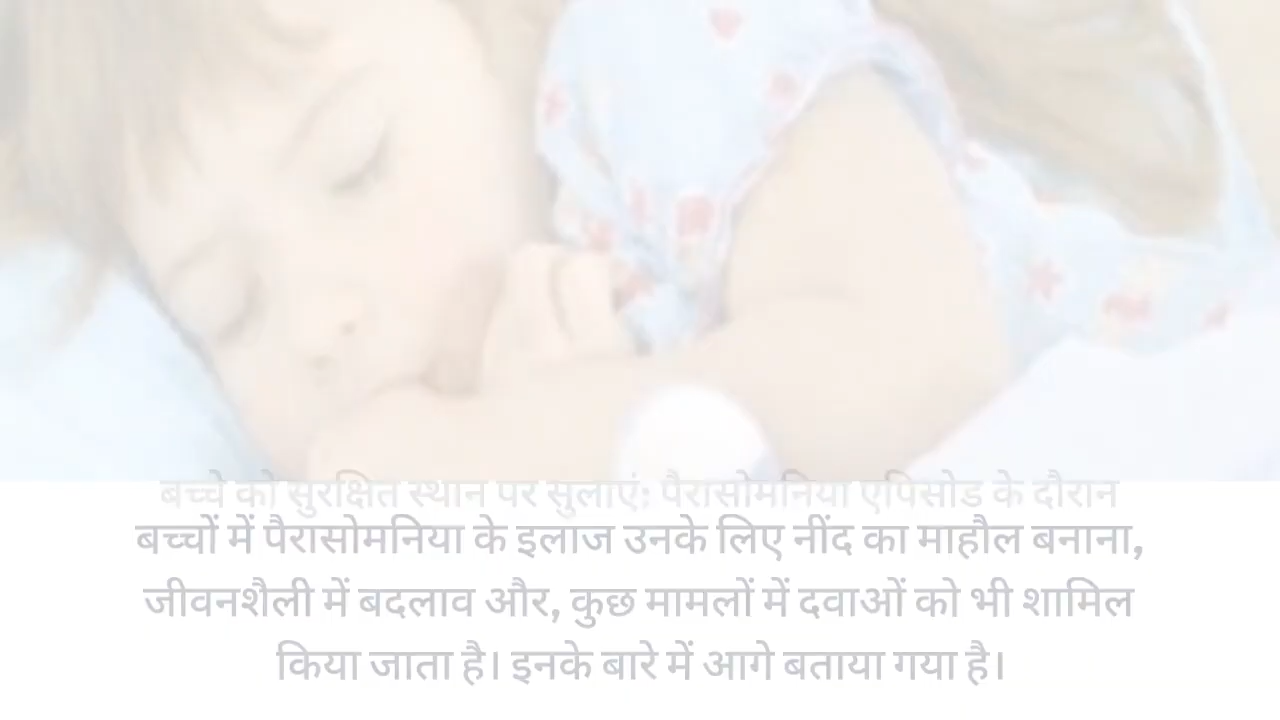 बच्चे को सुरक्षित स्थान पर सुलाएं: पैरासोमनिया एपिसोड के दौरान
बच्चों में पैरासोमनिया के इलाज उनके लिए नींद का माहौल बनाना,
जीवनशैली में बदलाव और, कुछ मामलों में दवाओं को भी शामिल
किया जाता है। इनके बारे में आगे बताया गया है।